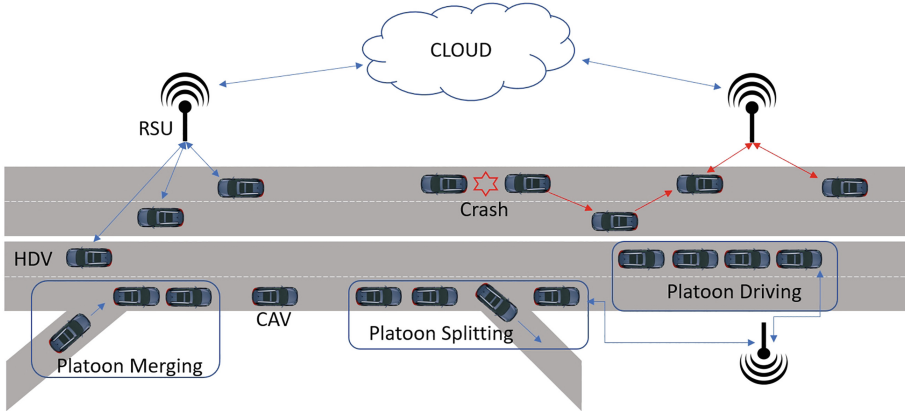 CLOUD
RSU
Crash
HDV
CAV
Platoon Driving
Platoon Splitting
Platoon Merging